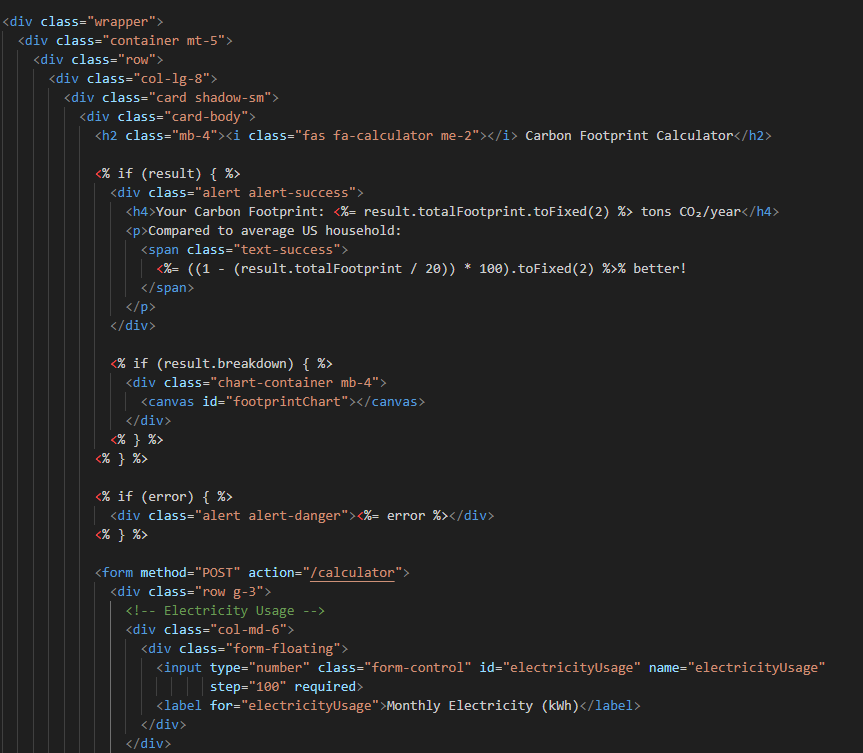 <div class="wrapper">
<div class="container mt-5">
<div class="row">
<div class="col-lg-8">
<div class="card shadow-sm">
<div class="card-body">
<h2 class="mb-4"><i class="fas fa-calculator me-2"></i> Carbon Footprint Calculator</h2>
<% if (result) { %>
<div class="alert alert-success">
<h4>Your Carbon Footprint: <%= result.totalFootprint.toFixed(2) %> tons CO₂/year</h4>
<p>Compared to average US household:
<span class="text-success">
<%= ((1 - (result.totalFootprint / 20)) * 100).toFixed(2) %>% better!
</span>
</p>
</div>
<% if (result.breakdown) { %>
<div class="chart-container mb-4">
<canvas id="footprintChart"></canvas>
</div>
<% } %>
<% } %>
<% if (error) { %>
<div class="alert alert-danger"><%= error %></div>
<% } %>
<form method="POST" action="/calculator">
<div class="row g-3">
<!-- Electricity Usage -->
<div class="col-md-6">
<div class="form-floating">
<input type="number" class="form-control" id="electricityUsage" name="electricityUsage"
step="100" required>
<label for="electricityUsage">Monthly Electricity (kWh)</label>
</div>
</div>